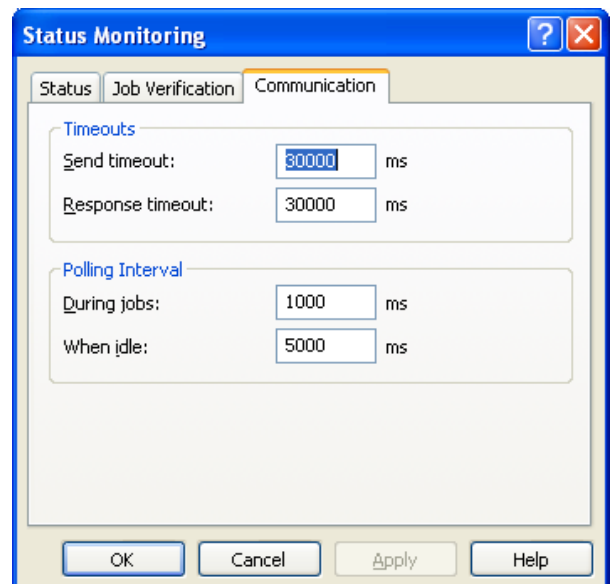 Status Monitoring
Status Job Verification Communication
Timeouts
Send timeout: 30000 ms
Response timeout: 30000 ms
Polling Interval
During jobs: 1000 ms
When idle: 5000 ms
OK Cancel Apply Help